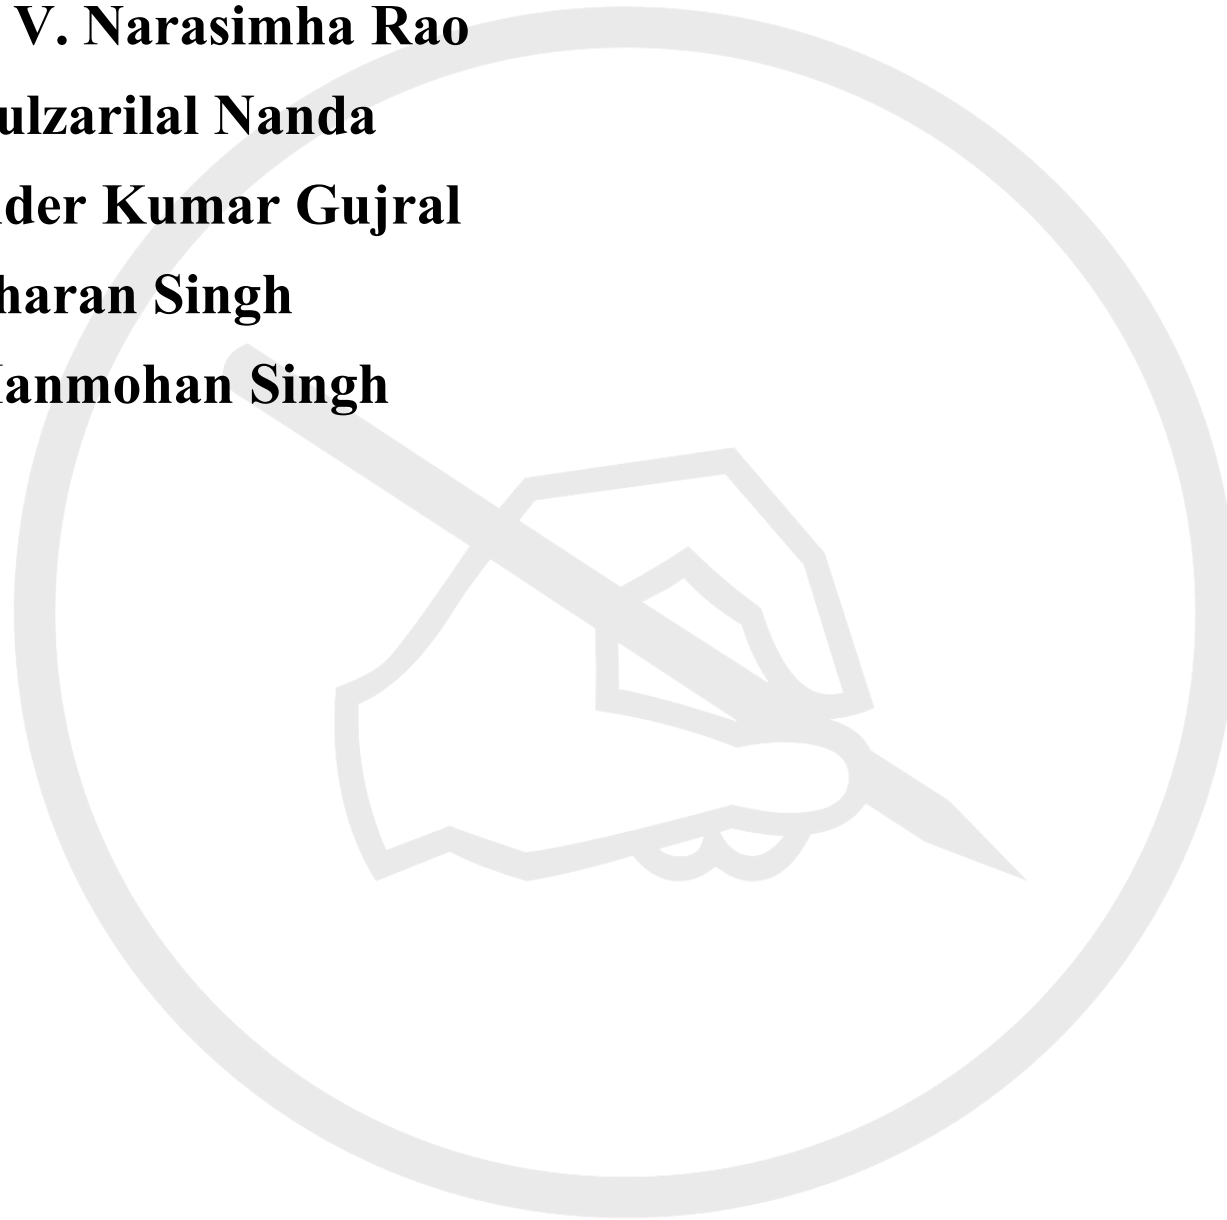 V. Narasimha Rao
ulzarilal Nanda
der Kumar Gujral
haran Singh
anmohan Singh